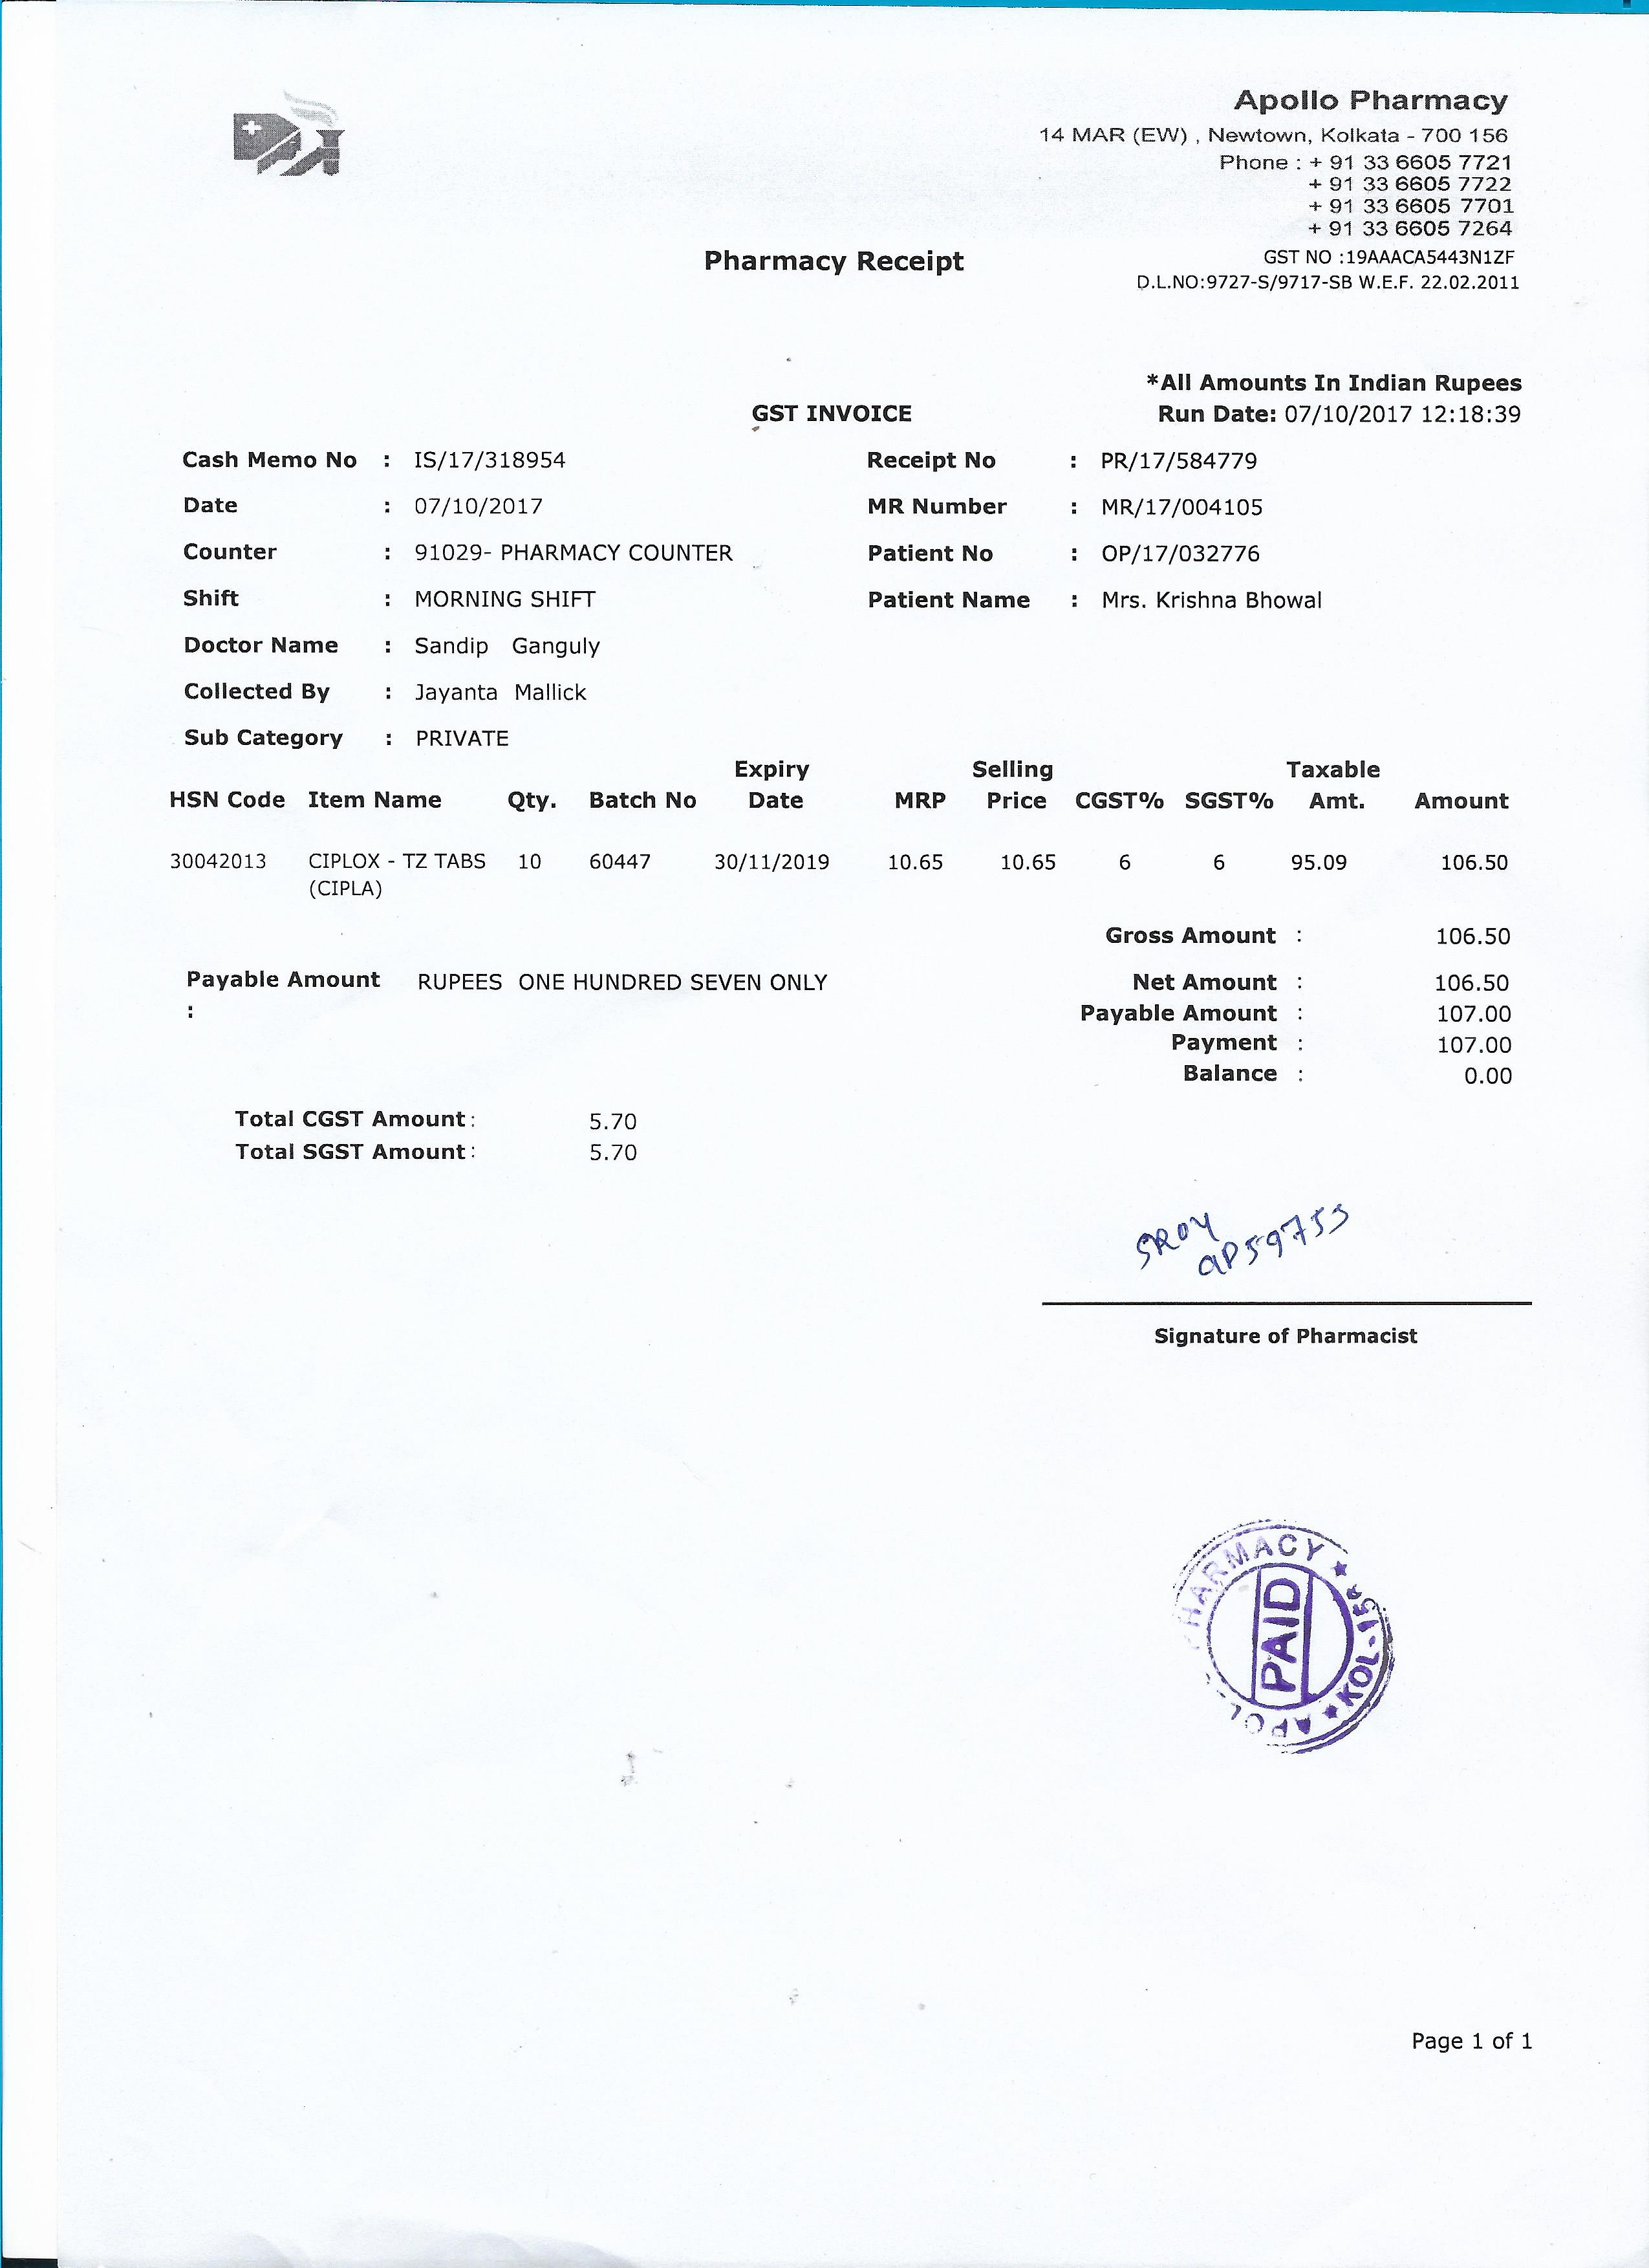 Apollo Pharmacy
14 MAR (EW) , Newtown, Kolkata - 700 156
Phone : + 91 33 6605 7721
+ 91 33 6605 7722
+ 91 33 6605 7701
+ 91 33 6605 7264
GST NO :19AAACA5443N1ZF
D.L.NO:9727-S/9717-SB W.E.F. 22.02.2011
Pharmacy Receipt
*All Amounts In Indian Rupees
GST INVOICE
Run Date: 07/10/2017 12:18:39
Cash Memo No : IS/17/318954 Receipt No : PR/17/584779
Date : 07/10/2017 MR Number : MR/17/004105
Counter : 91029- PHARMACY COUNTER Patient No : OP/17/032776
Shift : MORNING SHIFT Patient Name : Mrs. Krishna Bhowal
Doctor Name : Sandip Ganguly
Collected By : Jayanta Mallick
Sub Category : PRIVATE
HSN Code Item Name Qty. Batch No Expiry Date MRP Selling Price CGST% SGST% Taxable Amt. Amount
30042013 CIPLOX - TZ TABS 10 60447 30/11/2019 10.65 10.65 6 6 95.09 106.50
(CIPLA)
Gross Amount : 106.50
Payable Amount : RUPEES ONE HUNDRED SEVEN ONLY
Net Amount : 106.50
Payable Amount : 107.00
Payment : 107.00
Balance : 0.00
Total CGST Amount : 5.70
Total SGST Amount : 5.70
SROY
AP59753
Signature of Pharmacist
PHARMACY
PAID
Page 1 of 1